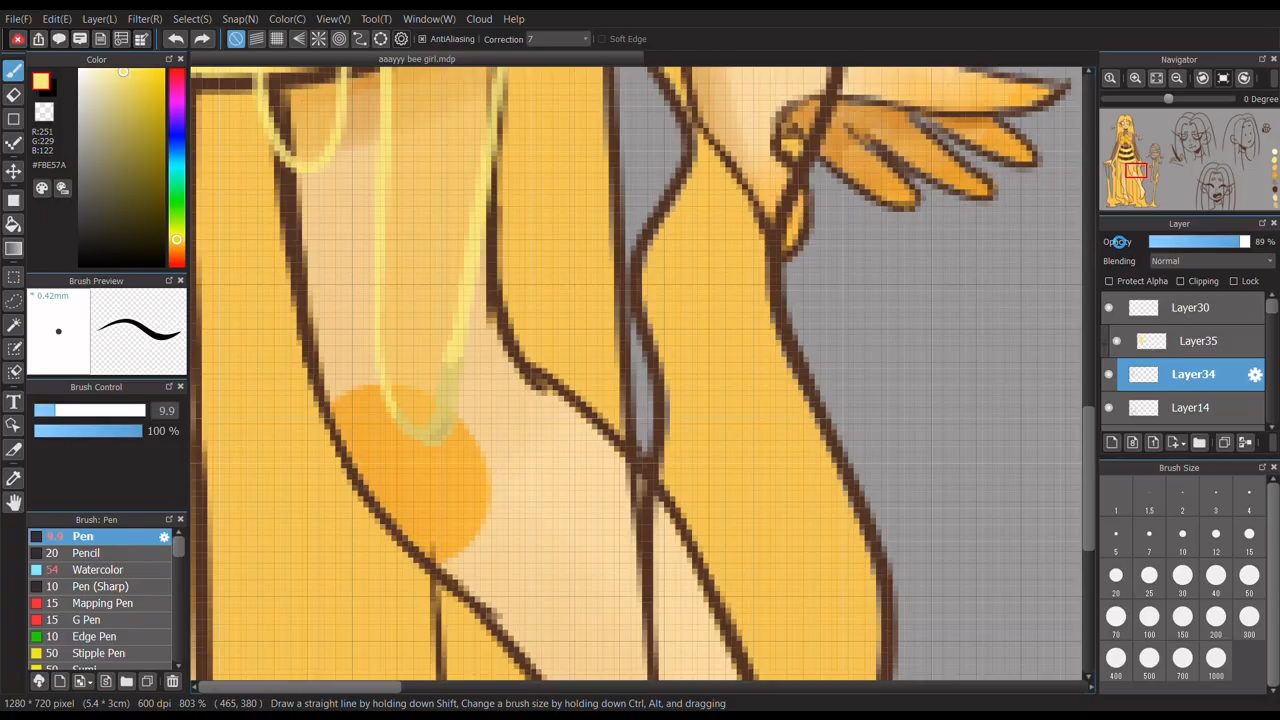 File(F) Edit(E) Layer(L) Filter(R) Select(S) Snap(N) Color(C) View(V) Tool(T) Window(W) Cloud Help
AntiAliasing Correction 7 Soft Edge
Color
aaayyy bee girl.mdp
Navigator
0 Degree
R:251
G:229
B:122
#FBE57A
Layer
Opacity 89 %
Blending Normal
Protect Alpha Clipping Lock
Brush Preview
* 0.42mm
Layer30
Layer35
Layer34
Layer14
Brush Control
9.9
100 %
Brush Size
1 1.5 2 3 4
5 7 10 12 15
20 25 30 40 50
70 100 150 200 300
400 500 700 1000
Brush: Pen
9.9 Pen
20 Pencil
54 Watercolor
10 Pen (Sharp)
15 Mapping Pen
15 G Pen
10 Edge Pen
50 Stipple Pen
50 Sumi
1280 * 720 pixel (5.4 * 3cm) 600 dpi 803 % ( 465, 380 ) Draw a straight line by holding down Shift, Change a brush size by holding down Ctrl, Alt, and dragging